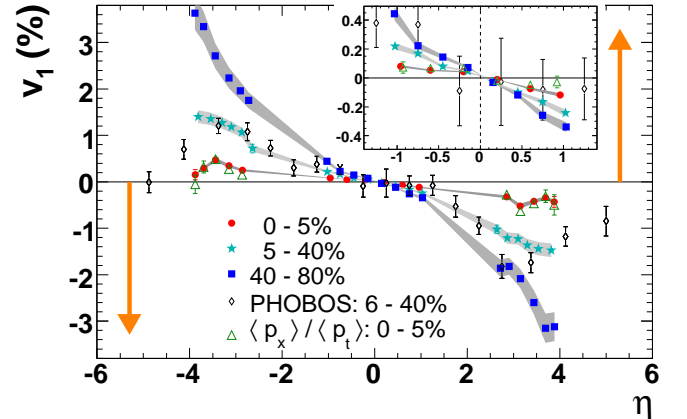 v1 (%)
3
2
1
0
-1
-2
-3
0.4
0.2
0
-0.2
-0.4
-1 -0.5 0 0.5 1
0 - 5%
5 - 40%
40 - 80%
PHOBOS: 6 - 40%
⟨ px ⟩ / ⟨ pt ⟩: 0 - 5%
-6 -4 -2 0 2 4 6
η